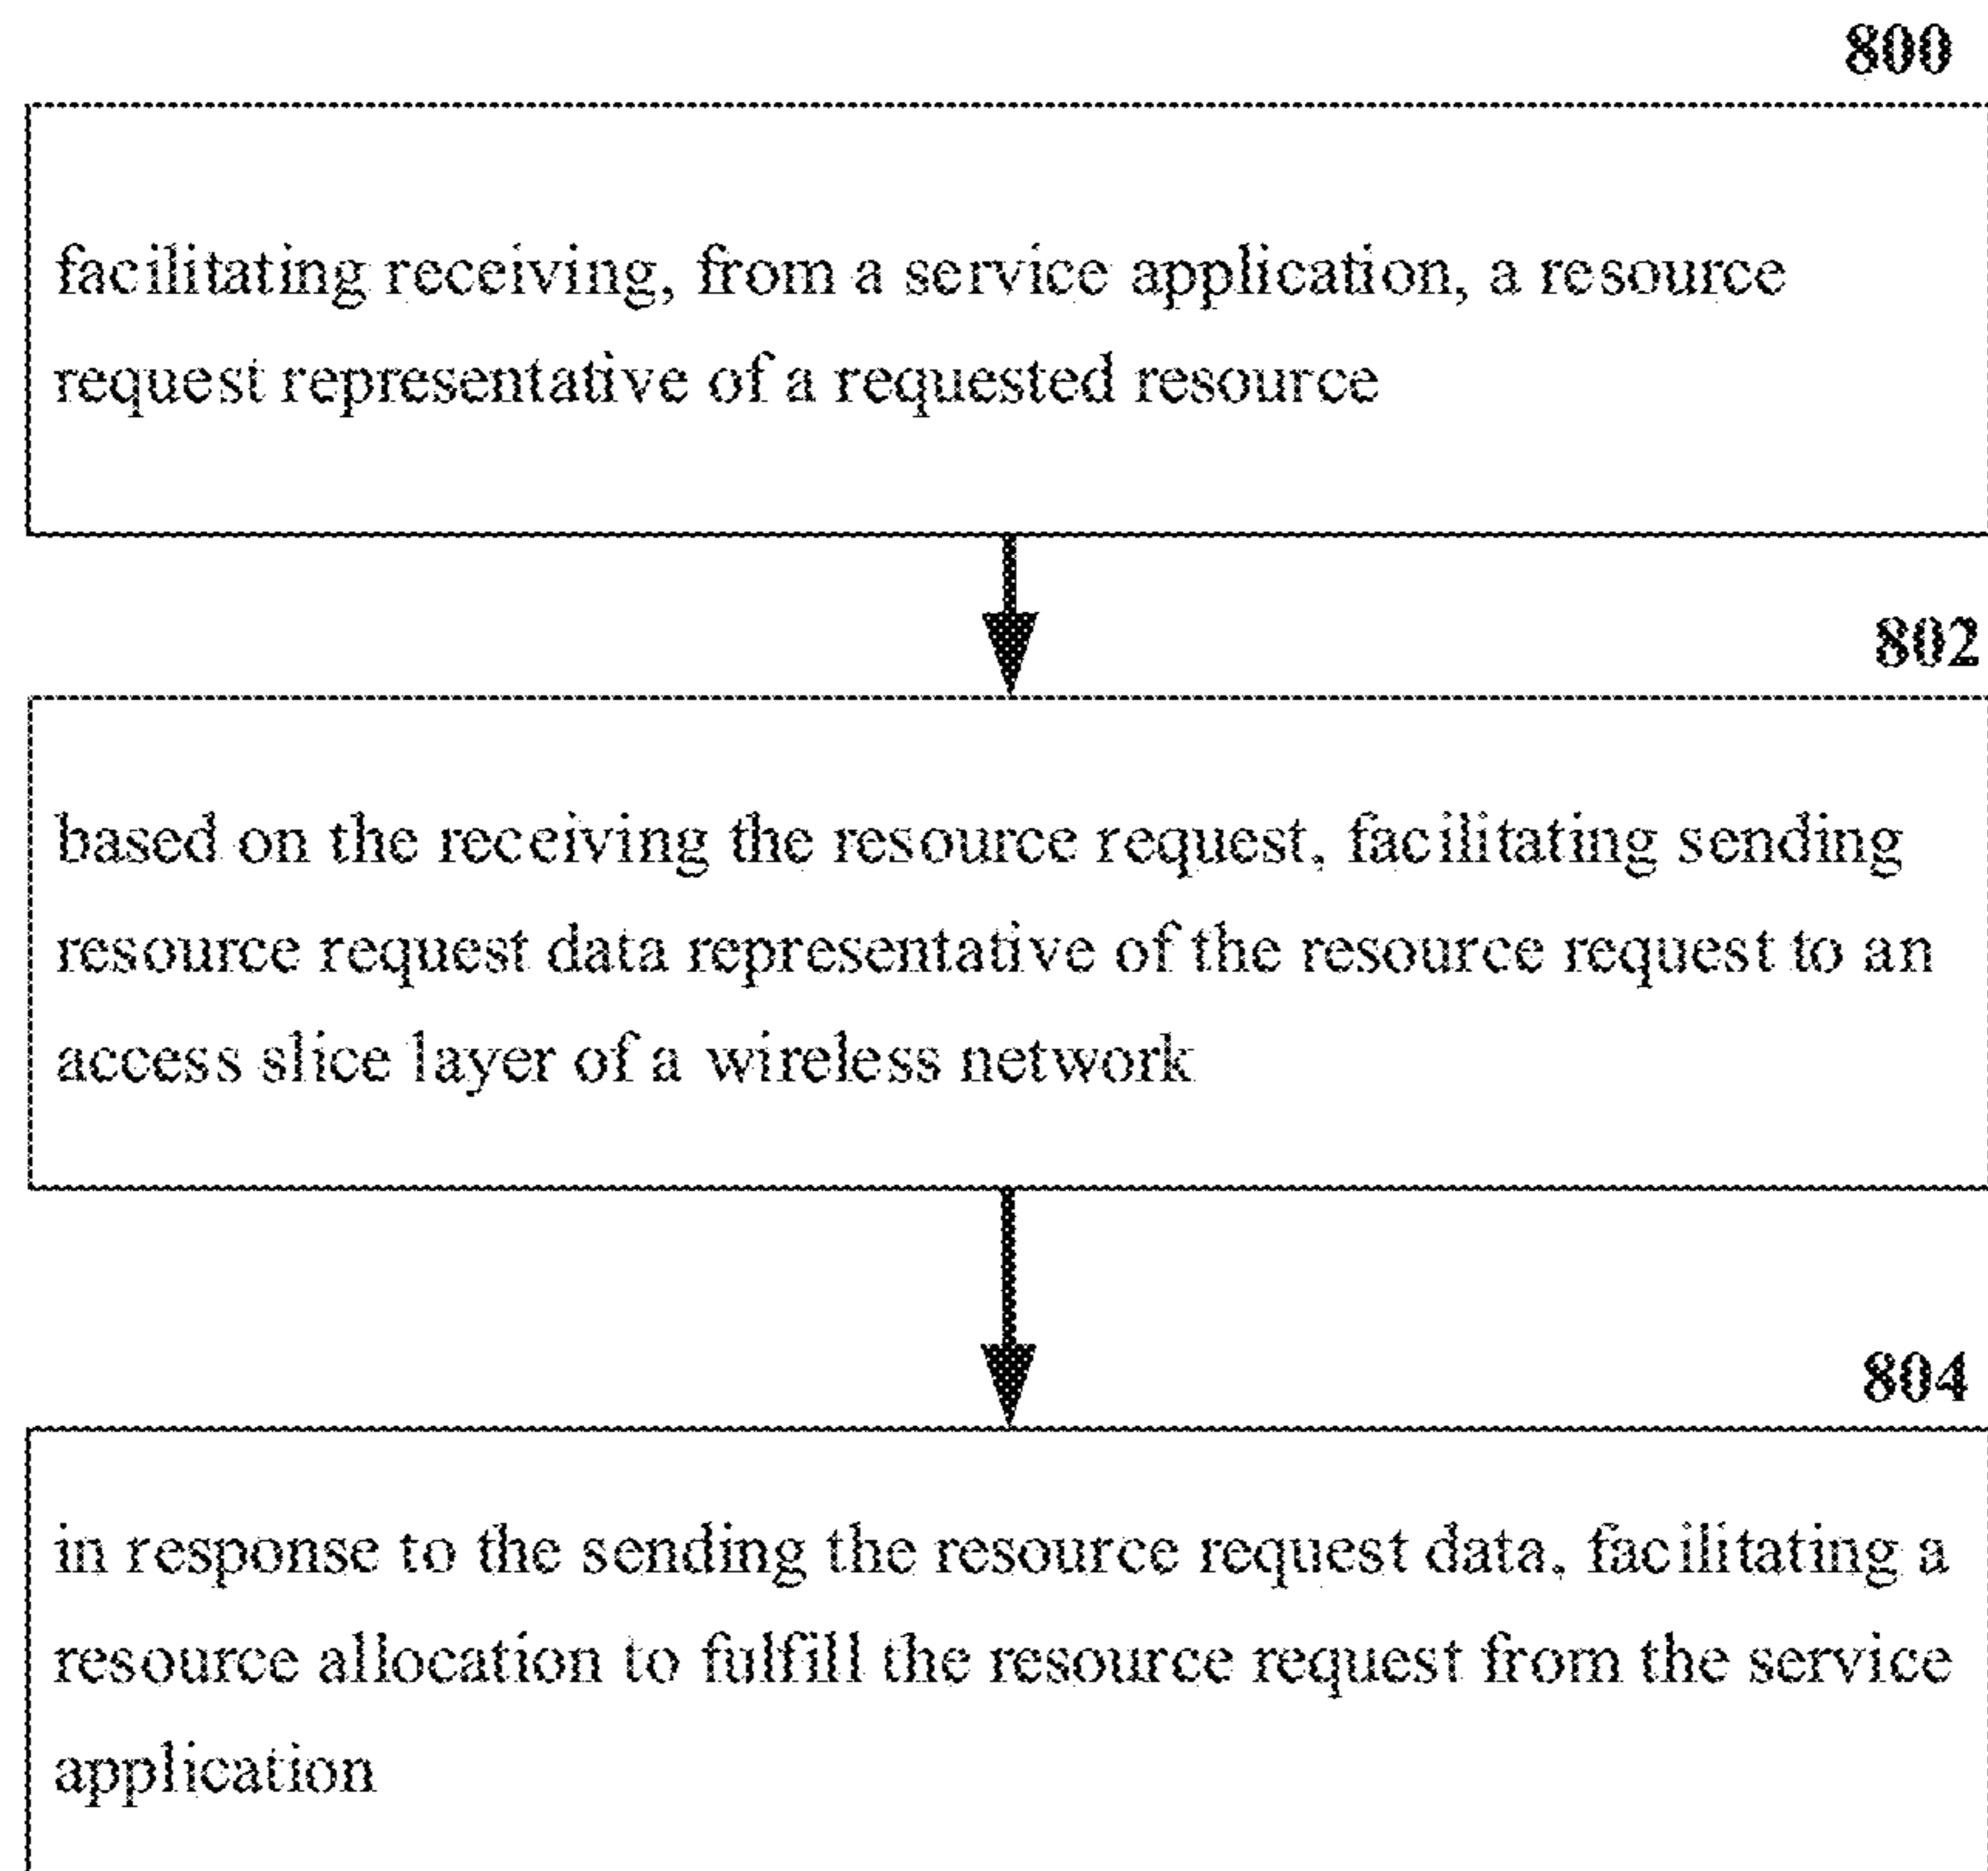 800
facilitating receiving, from a service application, a resource
request representative of a requested resource
802
based on the receiving the resource request, facilitating sending
resource request data representative of the resource request to an
access slice layer of a wireless network
804
in response to the sending the resource request data, facilitating a
resource allocation to fulfill the resource request from the service
application